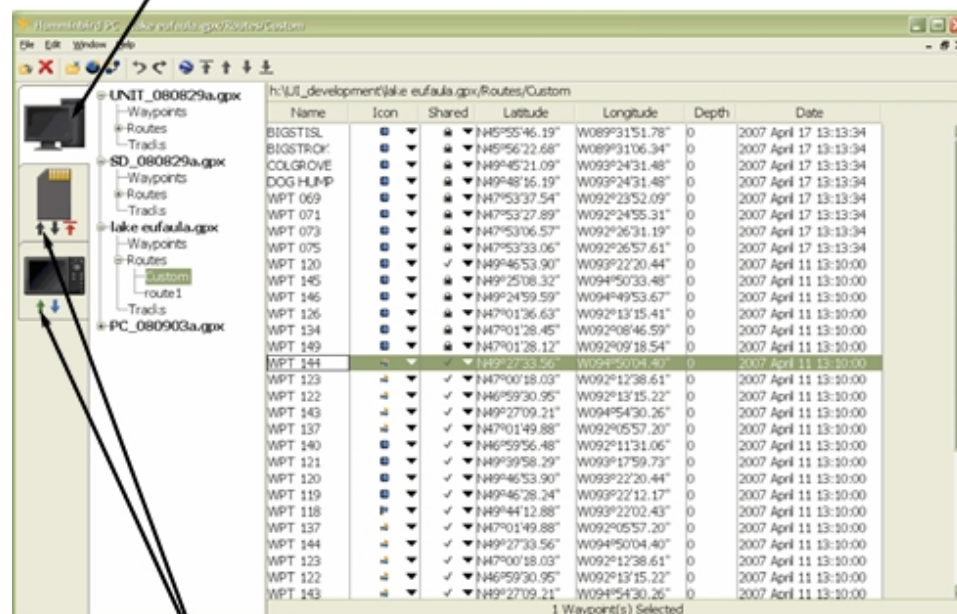 Humminbird PC - lake eufaula.gpx/Routes/Custom
File Edit Window Help
UNIT_080829a.gpx
Waypoints
Routes
Tracks
SD_080829a.gpx
Waypoints
Routes
Tracks
lake eufaula.gpx
Waypoints
Routes
Custom
route1
Tracks
PC_080903a.gpx
h:\UI_development\lake eufaula.gpx/Routes/Custom
Name Icon Shared Latitude Longitude Depth Date
BIGSTISL N45°55'46.19" W089°31'51.78" 0 2007 April 17 13:13:34
BIGSTROK N45°56'22.68" W089°31'06.34" 0 2007 April 17 13:13:34
COLGROVE N49°45'21.09" W093°24'31.48" 0 2007 April 17 13:13:34
DOG HUMP N49°48'16.19" W093°24'31.48" 0 2007 April 17 13:13:34
WPT 069 N47°53'37.54" W092°23'52.09" 0 2007 April 17 13:13:34
WPT 071 N47°53'27.89" W092°24'55.31" 0 2007 April 17 13:13:34
WPT 073 N47°53'06.57" W092°26'31.19" 0 2007 April 17 13:13:34
WPT 075 N47°53'33.06" W092°26'57.61" 0 2007 April 17 13:13:34
WPT 120 N49°46'53.90" W093°22'20.44" 0 2007 April 11 13:10:00
WPT 145 N49°25'08.32" W094°50'33.48" 0 2007 April 11 13:10:00
WPT 146 N49°24'59.59" W094°49'53.67" 0 2007 April 11 13:10:00
WPT 126 N47°01'36.63" W092°13'15.41" 0 2007 April 11 13:10:00
WPT 134 N47°01'28.45" W092°08'46.59" 0 2007 April 11 13:10:00
WPT 149 N47°01'28.12" W092°09'18.54" 0 2007 April 11 13:10:00
WPT 144 N49°27'33.56" W094°50'04.40" 0 2007 April 11 13:10:00
WPT 123 N47°00'18.03" W092°12'38.61" 0 2007 April 11 13:10:00
WPT 122 N46°59'30.95" W092°13'15.22" 0 2007 April 11 13:10:00
WPT 143 N49°27'09.21" W094°54'30.26" 0 2007 April 11 13:10:00
WPT 137 N47°01'49.88" W092°05'57.20" 0 2007 April 11 13:10:00
WPT 140 N46°59'56.48" W092°11'31.06" 0 2007 April 11 13:10:00
WPT 121 N49°39'58.29" W093°17'59.73" 0 2007 April 11 13:10:00
WPT 120 N49°46'53.90" W093°22'20.44" 0 2007 April 11 13:10:00
WPT 119 N49°46'28.24" W093°22'12.17" 0 2007 April 11 13:10:00
WPT 118 N49°44'12.88" W093°22'02.43" 0 2007 April 11 13:10:00
WPT 137 N47°01'49.88" W092°05'57.20" 0 2007 April 11 13:10:00
WPT 144 N49°27'33.56" W094°50'04.40" 0 2007 April 11 13:10:00
WPT 123 N47°00'18.03" W092°12'38.61" 0 2007 April 11 13:10:00
WPT 122 N46°59'30.95" W092°13'15.22" 0 2007 April 11 13:10:00
WPT 143 N49°27'09.21" W094°54'30.26" 0 2007 April 11 13:10:00
1 Waypoint(s) Selected